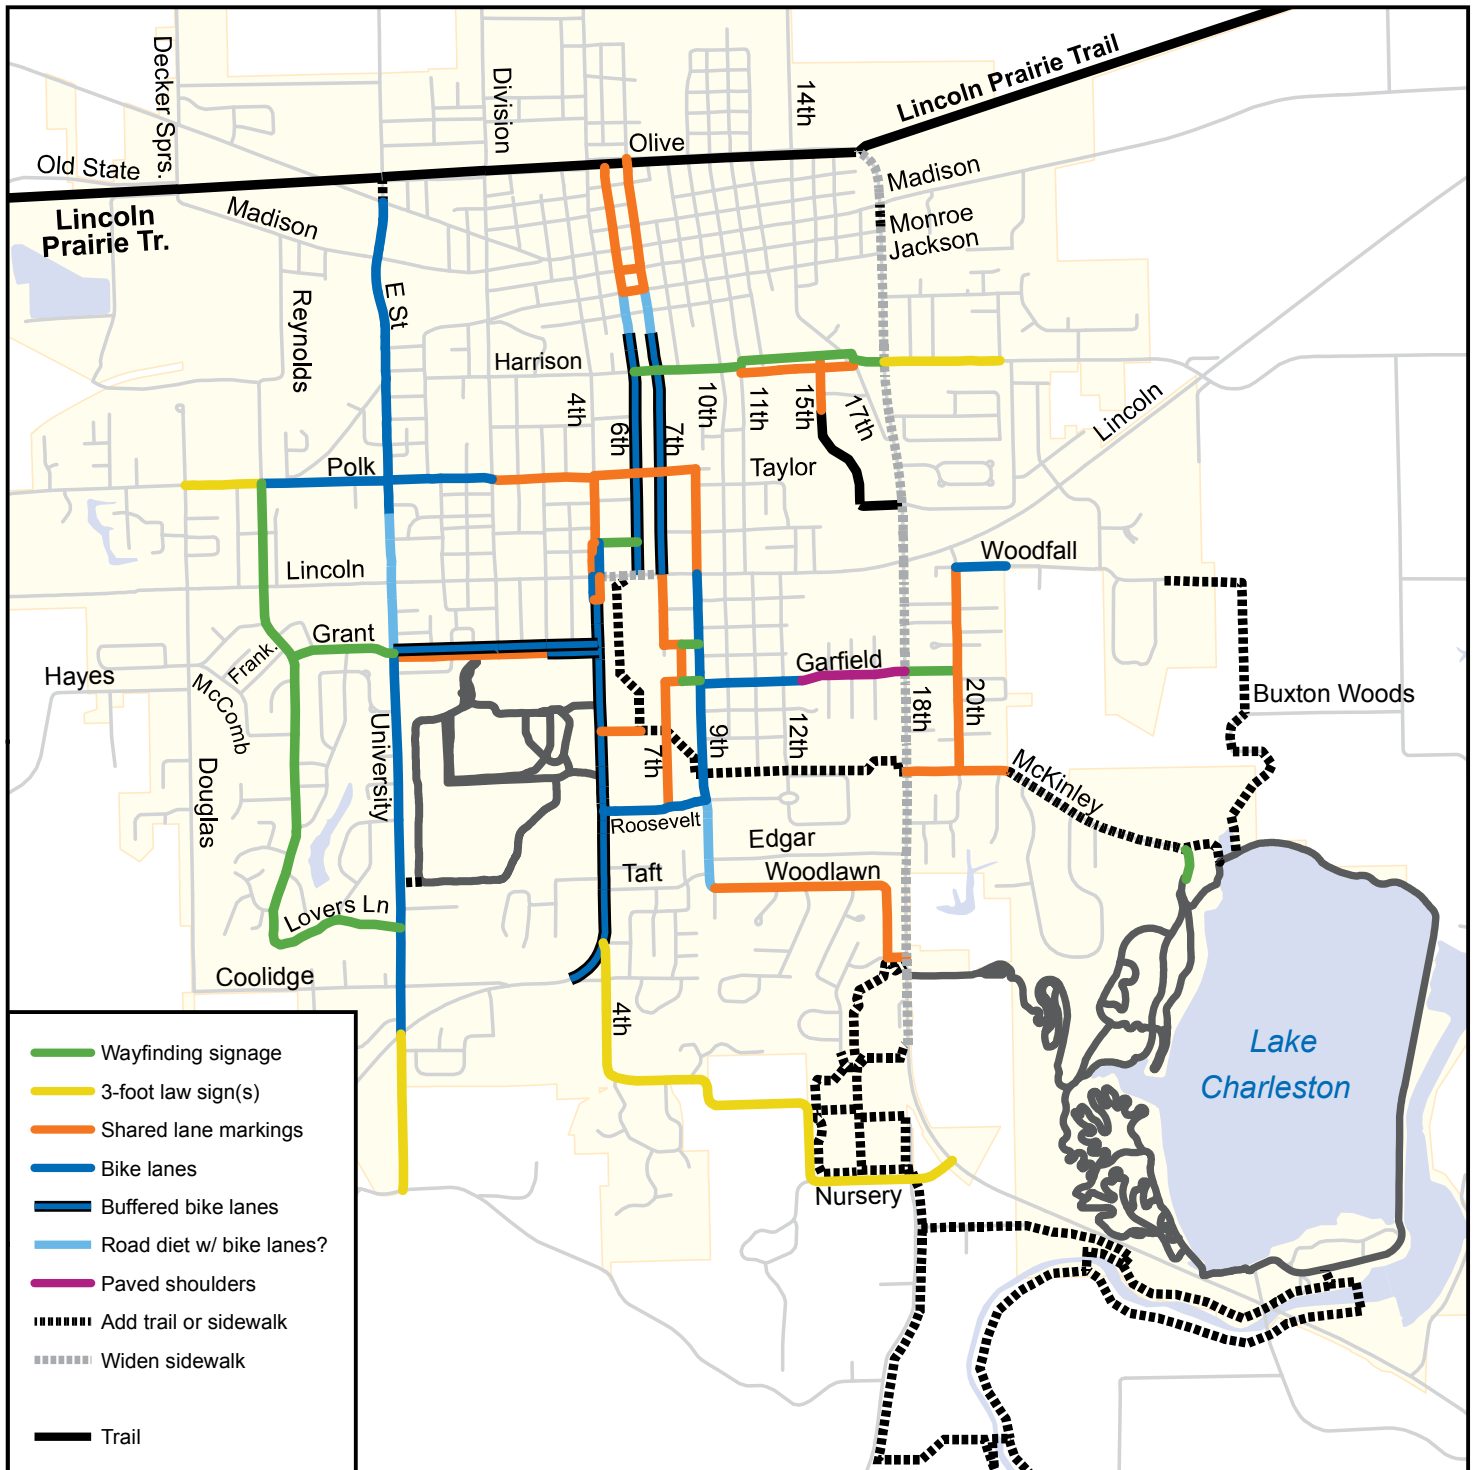 Decker Sprs.
Division
14th
Lincoln Prairie Trail
Olive
Old State
Madison
Lincoln
Prairie Tr.
Madison
Monroe
Jackson
Reynolds
E St
Harrison
4th
6th
7th
10th
11th
15th
17th
Lincoln
Polk
Taylor
Lincoln
Woodfall
Grant
Frank.
Hayes
McComb
Garfield
18th
20th
Buxton Woods
University
7th
9th
12th
McKinley
Douglas
Roosevelt
Edgar
Taft
Woodlawn
Lovers Ln
Coolidge
4th
Lake
Charleston
Nursery
Wayfinding signage
3-foot law sign(s)
Shared lane markings
Bike lanes
Buffered bike lanes
Road diet w/ bike lanes?
Paved shoulders
Add trail or sidewalk
Widen sidewalk
Trail